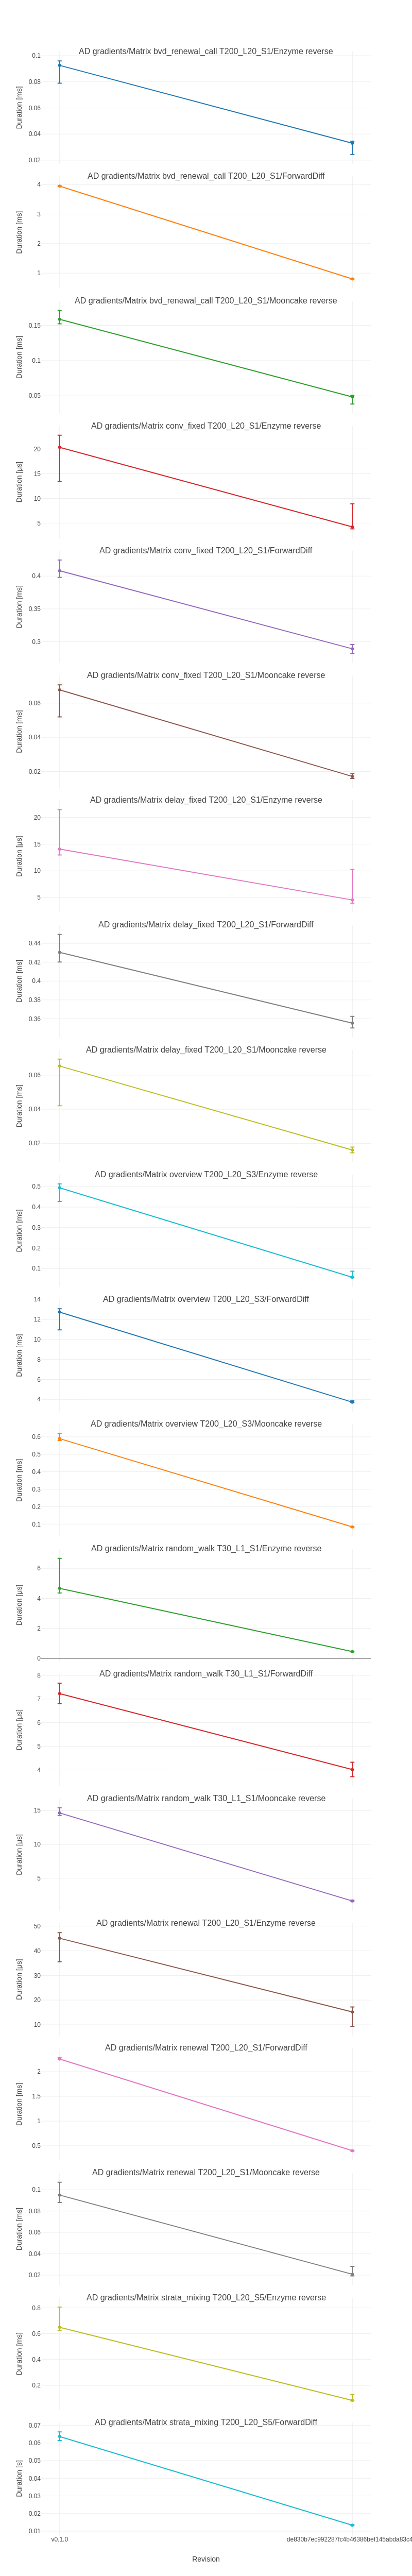 AD gradients/Matrix bvd_renewal_call T200_L20_S1/Enzyme reverse
0.1
0.08
0.06
0.04
0.02
Duration [ms]
AD gradients/Matrix bvd_renewal_call T200_L20_S1/ForwardDiff
4
3
2
1
Duration [ms]
AD gradients/Matrix bvd_renewal_call T200_L20_S1/Mooncake reverse
0.15
0.1
0.05
Duration [ms]
AD gradients/Matrix conv_fixed T200_L20_S1/Enzyme reverse
20
15
10
5
Duration [μs]
AD gradients/Matrix conv_fixed T200_L20_S1/ForwardDiff
0.4
0.35
0.3
Duration [ms]
AD gradients/Matrix conv_fixed T200_L20_S1/Mooncake reverse
0.06
0.04
0.02
Duration [ms]
AD gradients/Matrix delay_fixed T200_L20_S1/Enzyme reverse
20
15
10
5
Duration [μs]
AD gradients/Matrix delay_fixed T200_L20_S1/ForwardDiff
0.44
0.42
0.4
0.38
0.36
Duration [ms]
AD gradients/Matrix delay_fixed T200_L20_S1/Mooncake reverse
0.06
0.04
0.02
Duration [ms]
AD gradients/Matrix overview T200_L20_S3/Enzyme reverse
0.5
0.4
0.3
0.2
0.1
Duration [ms]
AD gradients/Matrix overview T200_L20_S3/ForwardDiff
14
12
10
8
6
4
Duration [ms]
AD gradients/Matrix overview T200_L20_S3/Mooncake reverse
0.6
0.5
0.4
0.3
0.2
0.1
Duration [ms]
AD gradients/Matrix random_walk T30_L1_S1/Enzyme reverse
6
4
2
0
Duration [μs]
AD gradients/Matrix random_walk T30_L1_S1/ForwardDiff
8
7
6
5
4
Duration [μs]
AD gradients/Matrix random_walk T30_L1_S1/Mooncake reverse
15
10
5
Duration [μs]
AD gradients/Matrix renewal T200_L20_S1/Enzyme reverse
50
40
30
20
10
Duration [μs]
AD gradients/Matrix renewal T200_L20_S1/ForwardDiff
2
1.5
1
0.5
Duration [ms]
AD gradients/Matrix renewal T200_L20_S1/Mooncake reverse
0.1
0.08
0.06
0.04
0.02
Duration [ms]
AD gradients/Matrix strata_mixing T200_L20_S5/Enzyme reverse
0.8
0.6
0.4
0.2
Duration [ms]
AD gradients/Matrix strata_mixing T200_L20_S5/ForwardDiff
0.07
0.06
0.05
0.04
0.03
0.02
0.01
Duration [s]
v0.1.0
de830b7ec992287fc4b46386bef145abda83c4
Revision